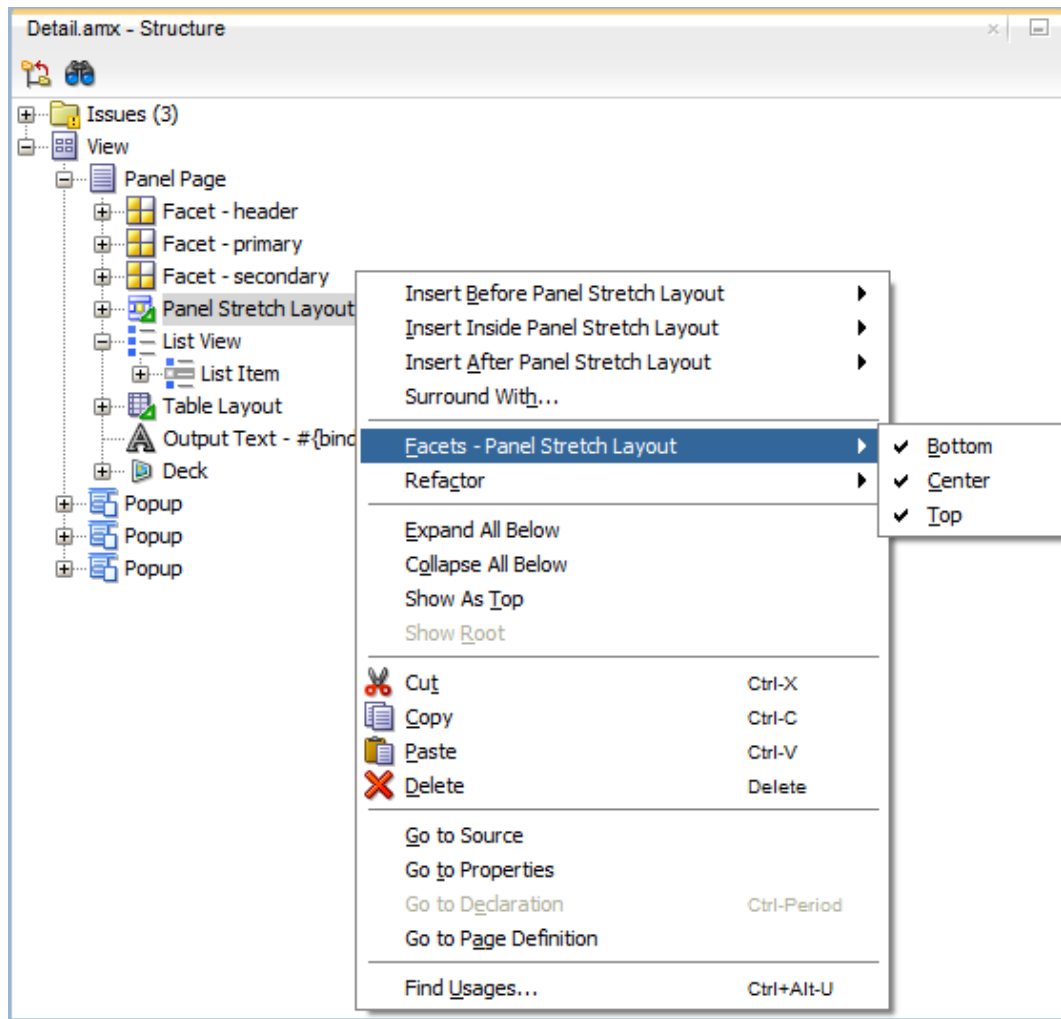 Detail.amx - Structure
Issues (3)
View
Panel Page
Facet - header
Facet - primary
Facet - secondary
Panel Stretch Layout
List View
List Item
Table Layout
Output Text - #{bind
Deck
Popup
Popup
Popup
Insert Before Panel Stretch Layout
Insert Inside Panel Stretch Layout
Insert After Panel Stretch Layout
Surround With...
Facets - Panel Stretch Layout
Refactor
Expand All Below
Collapse All Below
Show As Top
Show Root
Cut Ctrl-X
Copy Ctrl-C
Paste Ctrl-V
Delete Delete
Go to Source
Go to Properties
Go to Declaration Ctrl-Period
Go to Page Definition
Find Usages... Ctrl+Alt-U
Bottom
Center
Top